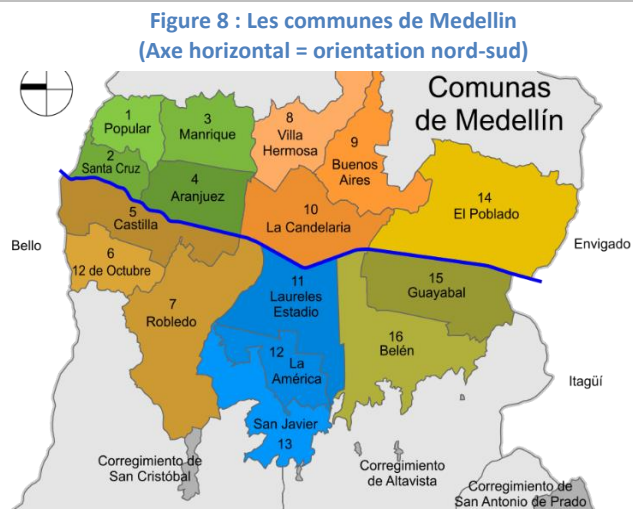 Figure 8 : Les communes de Medellin
(Axe horizontal = orientation nord-sud)
Comunas
de Medellín
1
Popular
3
Manrique
8
Villa
Hermosa
9
Buenos
Aires
2
Santa Cruz
4
Aranjuez
10
La Candelaria
14
El Poblado
5
Castilla
Bello
Envigado
6
12 de Octubre
7
Robledo
11
Laureles
Estadio
15
Guayabal
12
La
América
16
Belén
Itagüí
San Javier
13
Corregimiento de
San Cristóbal
Corregimiento
de Altavista
Corregimiento de
San Antonio de Prado